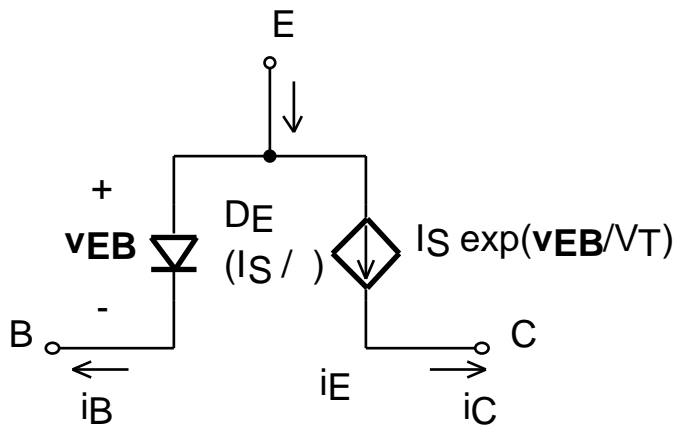 E
+
vEB
-
DE
(IS / )
IS exp(vEB/VT)
B
C
iB
iE
iC